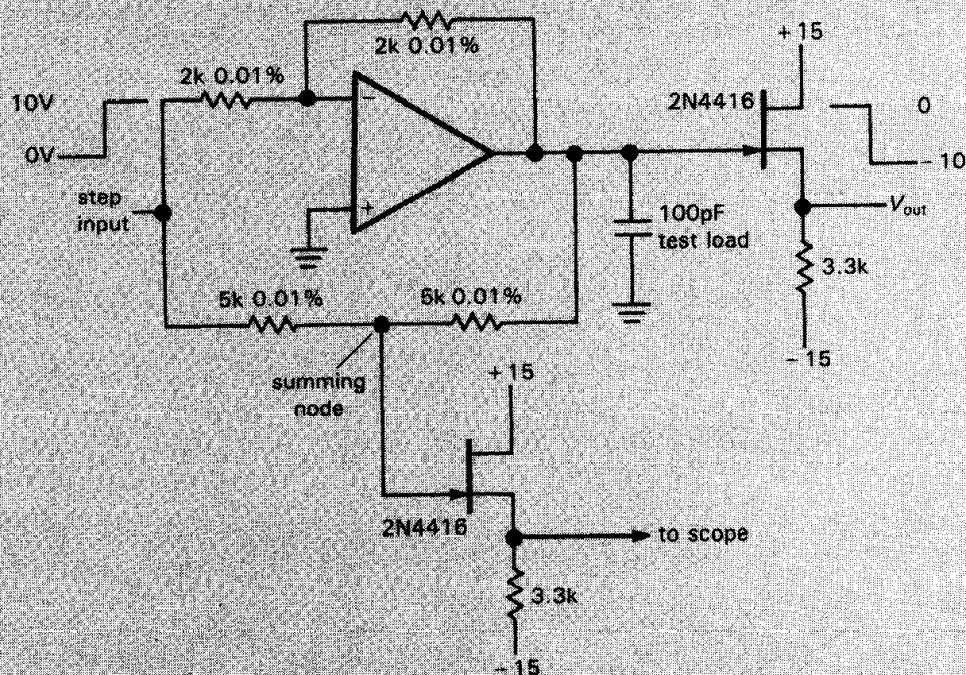 + 15
2k 0.01%
2k 0.01%
2N4416
10V
0
0V
−
- 10
step
input
+
V_out
100pF
test load
3.3k
5k 0.01%
5k 0.01%
- 15
summing
node
+ 15
2N4416
to scope
3.3k
- 15